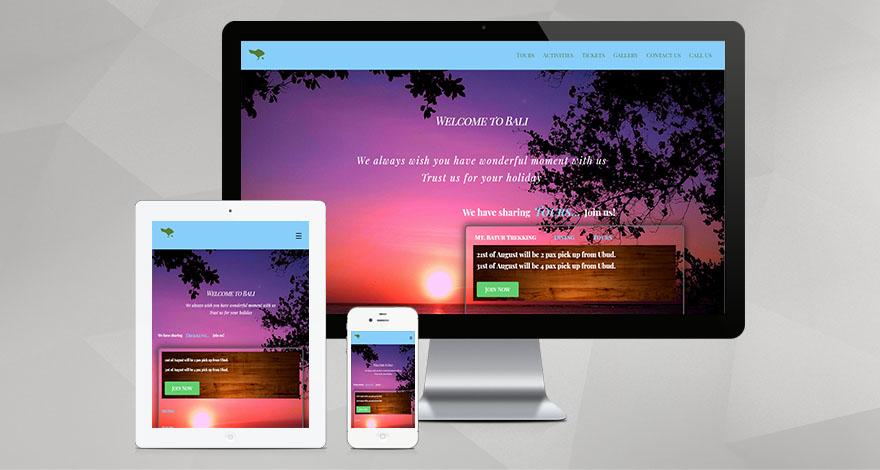 Tours Activities Tickets Gallery Contact us Call Us
Welcome to Bali
We always wish you have wonderful moment with us
Trust us for your holiday
We have sharing Tours... Join us!
Mt. Batur Trekking Diving Tours
21st of August will be 2 pax pick up from Ubud.
31st of August will be 4 pax pick up from Ubud.
Join Now
Welcome to Bali
We always wish you have wonderful moment with us
Trust us for your holiday
We have sharing Trekking... Join us!
21st of August will be 2 pax pick up from Ubud.
31st of August will be 4 pax pick up from Ubud.
Join Now
Welcome to Bali